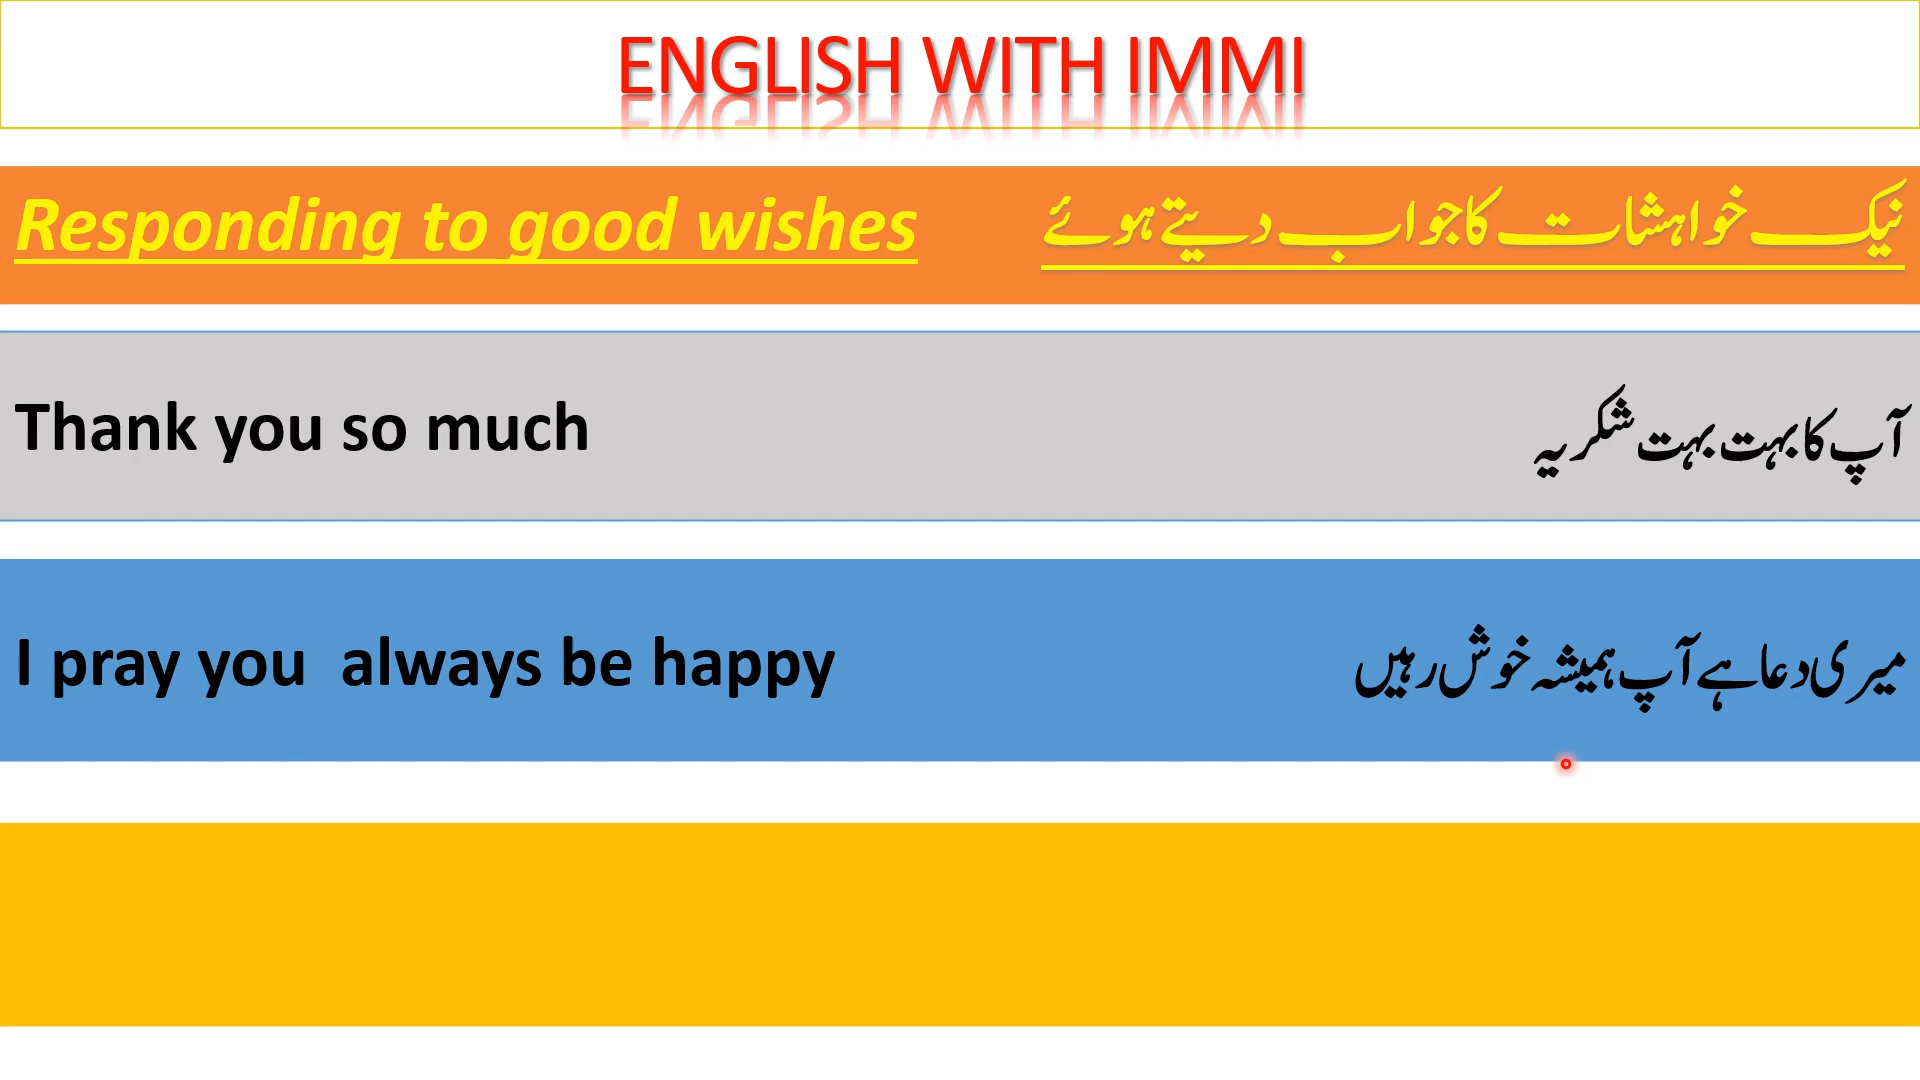 ENGLISH WITH IMMI
Responding to good wishes نیک خواہشات کا جواب دیتے ہوئے
Thank you so much آپ کا بہت بہت شکریہ
I pray you  always be happy میری دعا ہے آپ ہمیشہ خوش رہیں